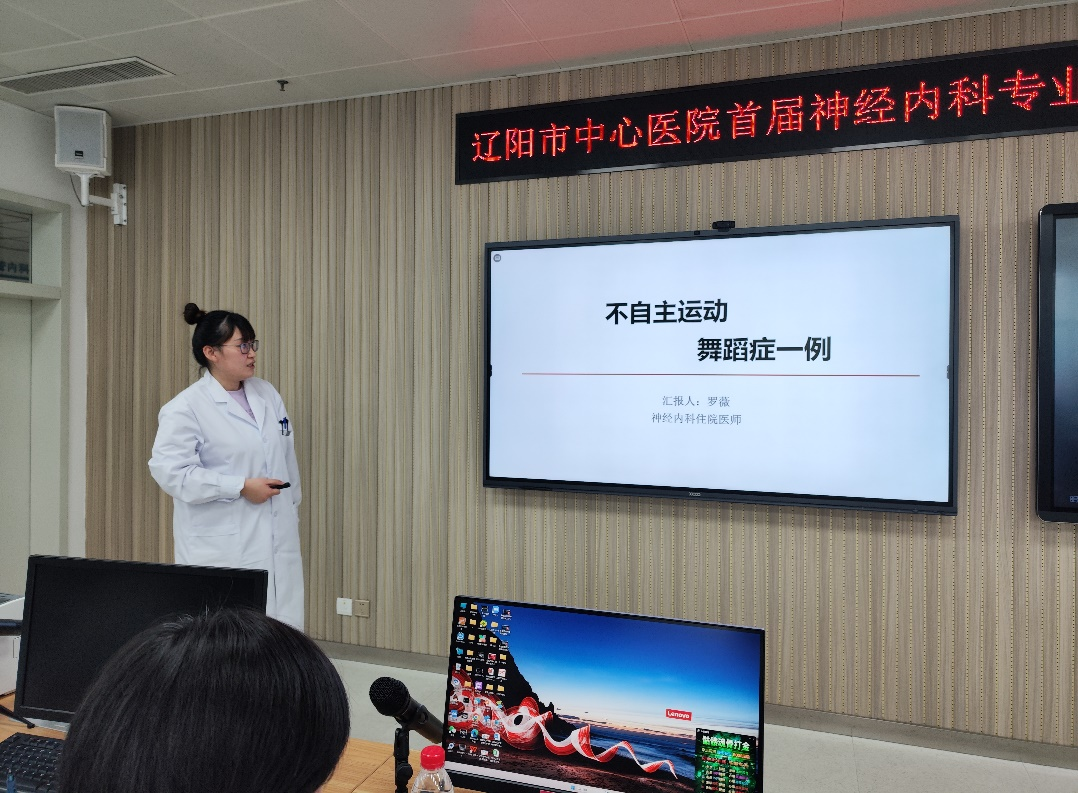 辽阳市中心医院首届神经内科专业
不自主运动
舞蹈症一例
汇报人：罗薇
神经内科住院医师
Lenovo